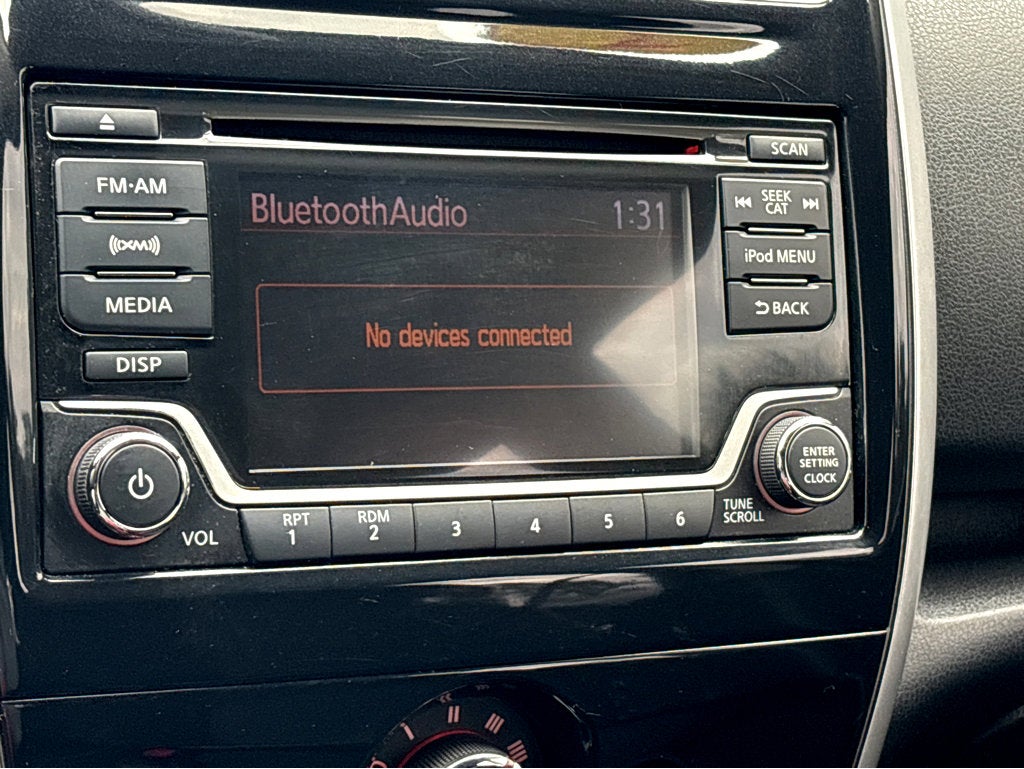 SCAN
FM·AM
SEEK
CAT
BluetoothAudio 1:31
((XM))
iPod MENU
MEDIA
BACK
No devices connected
DISP
ENTER
SETTING
CLOCK
VOL
RPT
1
RDM
2
3
4
5
6
TUNE
SCROLL